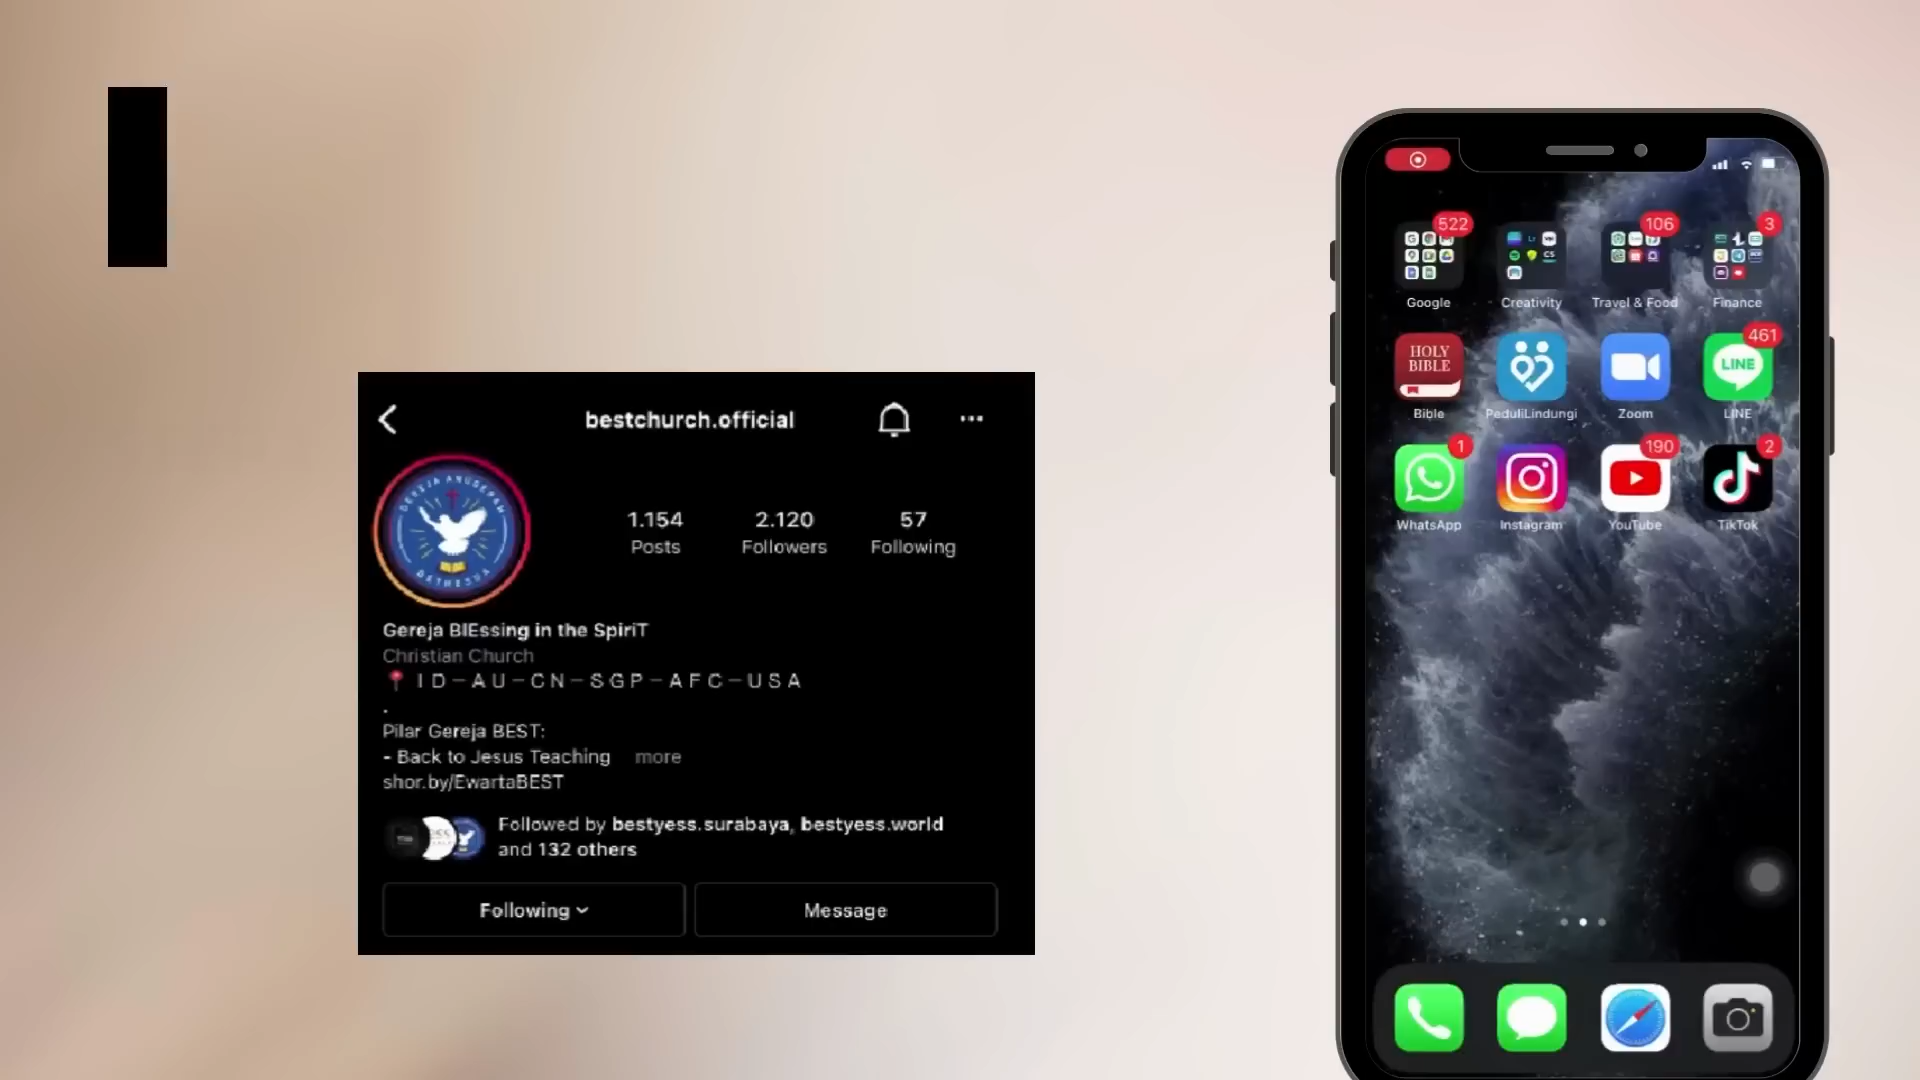 bestchurch.official
1.154
2.120
57
Posts
Followers
Following
Gereja BlEssing in the SpiriT
Christian Church
I D – A U – C N – S G P – A F C – U S A
.
Pilar Gereja BEST:
- Back to Jesus Teaching more
shor.by/EwartaBEST
Followed by bestyess.surabaya, bestyess.world
and 132 others
Following
Message
522
106
3
Google
Creativity
Travel & Food
Finance
HOLY
BIBLE
461
LINE
Bible
PeduliLindungi
Zoom
LINE
1
190
2
WhatsApp
Instagram
YouTube
TikTok